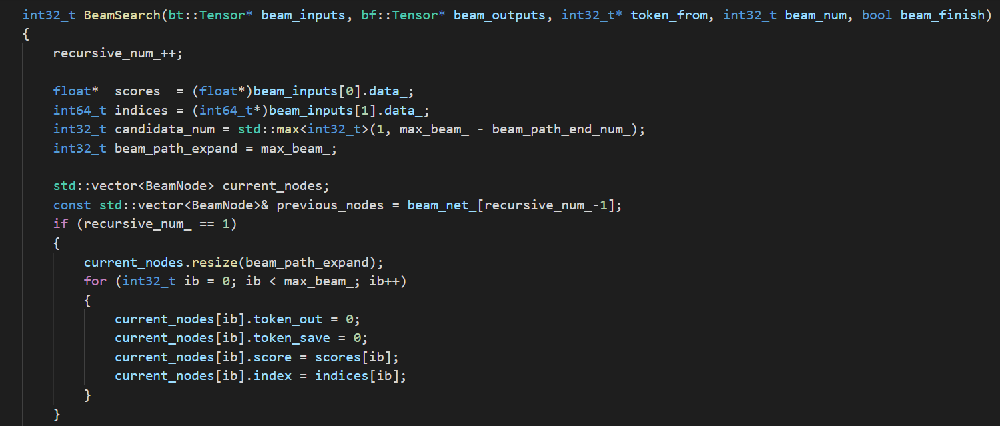 int32_t BeamSearch(bt::Tensor* beam_inputs, bf::Tensor* beam_outputs, int32_t* token_from, int32_t beam_num, bool beam_finish)
{
    recursive_num_++;

    float*  scores  = (float*)beam_inputs[0].data_;
    int64_t indices = (int64_t*)beam_inputs[1].data_;
    int32_t candidata_num = std::max<int32_t>(1, max_beam_ - beam_path_end_num_);
    int32_t beam_path_expand = max_beam_;

    std::vector<BeamNode> current_nodes;
    const std::vector<BeamNode>& previous_nodes = beam_net_[recursive_num_-1];
    if (recursive_num_ == 1)
    {
        current_nodes.resize(beam_path_expand);
        for (int32_t ib = 0; ib < max_beam_; ib++)
        {
            current_nodes[ib].token_out = 0;
            current_nodes[ib].token_save = 0;
            current_nodes[ib].score = scores[ib];
            current_nodes[ib].index = indices[ib];
        }
    }